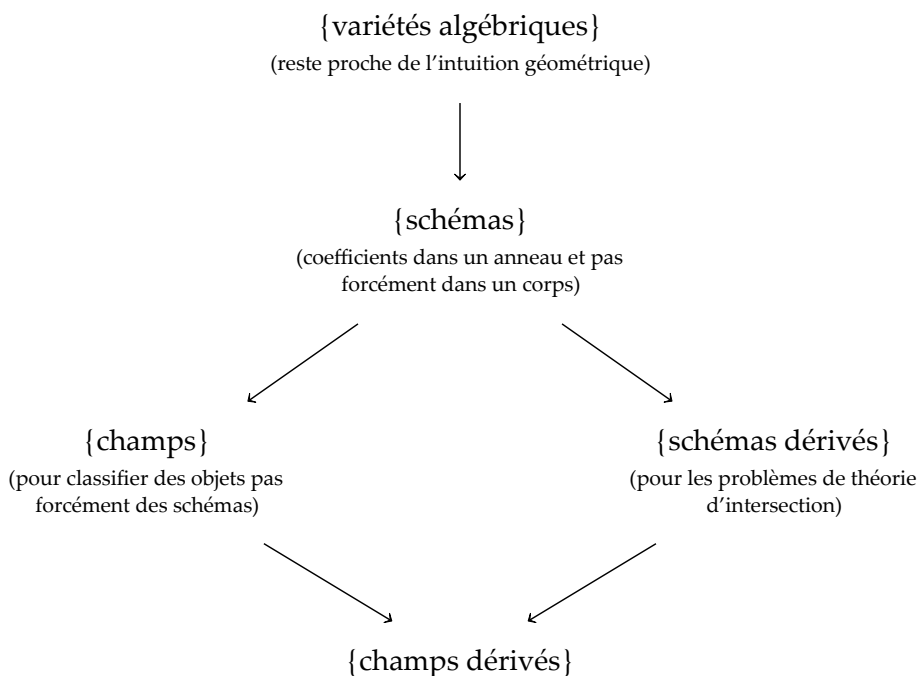 {variétés algébriques}
(reste proche de l’intuition géométrique)
{schémas}
(coefficients dans un anneau et pas
forcément dans un corps)
{champs}
(pour classifier des objets pas
forcément des schémas)
{schémas dérivés}
(pour les problèmes de théorie
d’intersection)
{champs dérivés}